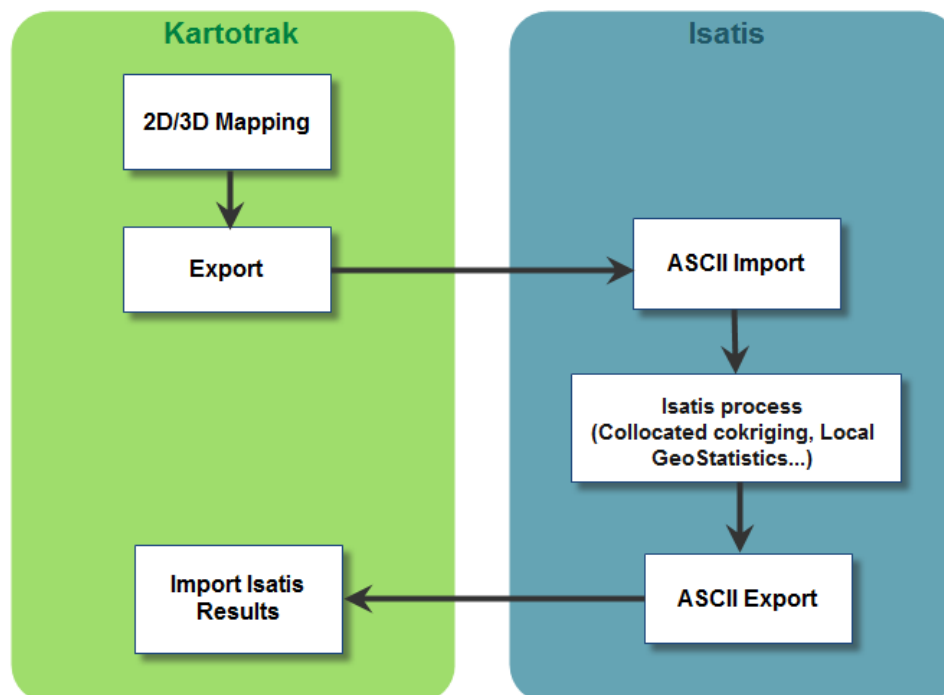 Kartotrak
2D/3D Mapping
Export
Import Isatis
Results
Isatis
ASCII Import
Isatis process
(Collocated cokriging, Local
GeoStatistics...)
ASCII Export